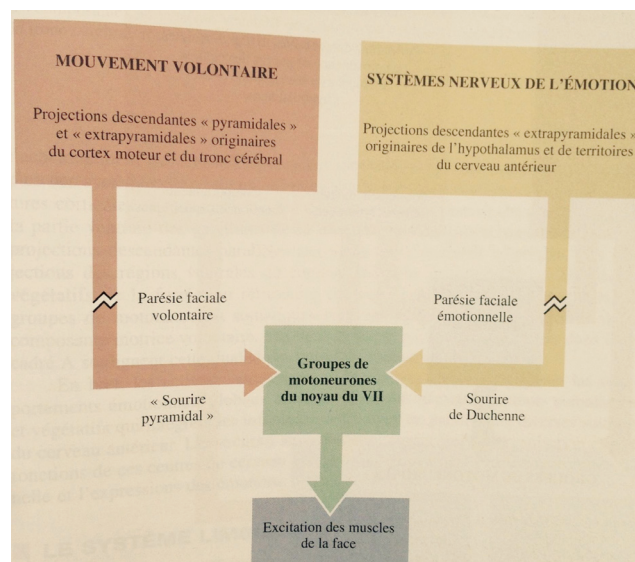 MOUVEMENT VOLONTAIRE
Projections descendantes « pyramidales »
et « extrapyramidales » originaires
du cortex moteur et du tronc cérébral
SYSTÈMES NERVEUX DE L'ÉMOTION
Projections descendantes « extrapyramidales »
originaires de l'hypothalamus et de territoires
du cerveau antérieur
Parésie faciale
volontaire
Parésie faciale
émotionnelle
Groupes de
motoneurones
du noyau du VII
« Sourire
pyramidal »
Sourire
de Duchenne
Excitation des muscles
de la face